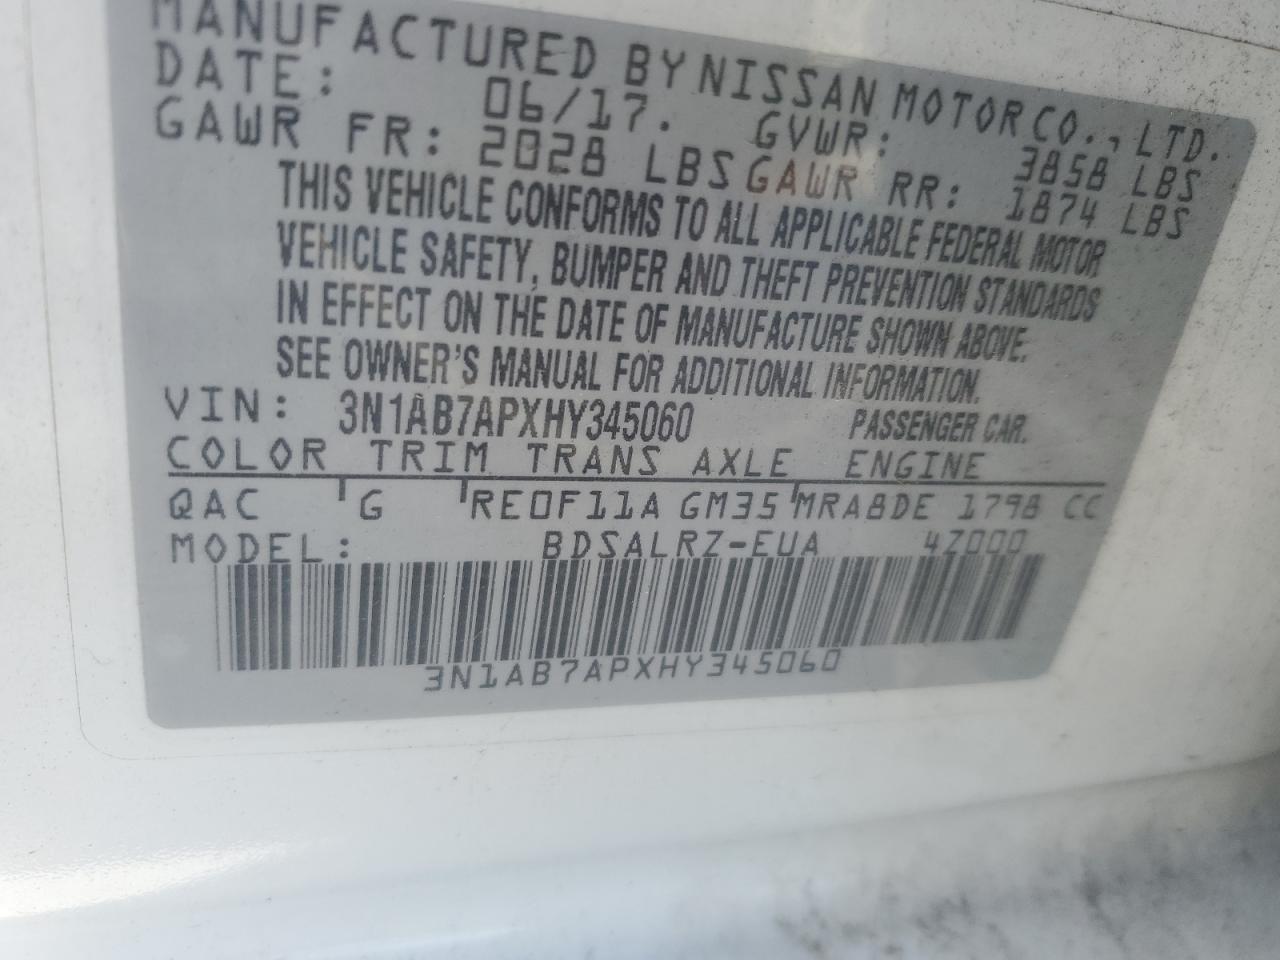 MANUFACTURED BY NISSAN MOTOR CO., LTD.
DATE: 06/17. GVWR: 3858 LBS
GAWR FR: 2028 LBS GAWR RR: 1874 LBS
THIS VEHICLE CONFORMS TO ALL APPLICABLE FEDERAL MOTOR
VEHICLE SAFETY, BUMPER AND THEFT PREVENTION STANDARDS
IN EFFECT ON THE DATE OF MANUFACTURE SHOWN ABOVE.
SEE OWNER'S MANUAL FOR ADDITIONAL INFORMATION.
VIN: 3N1AB7APXHY345060 PASSENGER CAR.
COLOR TRIM TRANS AXLE ENGINE
QAC G RE0F11A GM35 MRA8DE 1798 CC
MODEL: BDSALRZ-EUA 4Z000
3N1AB7APXHY345060